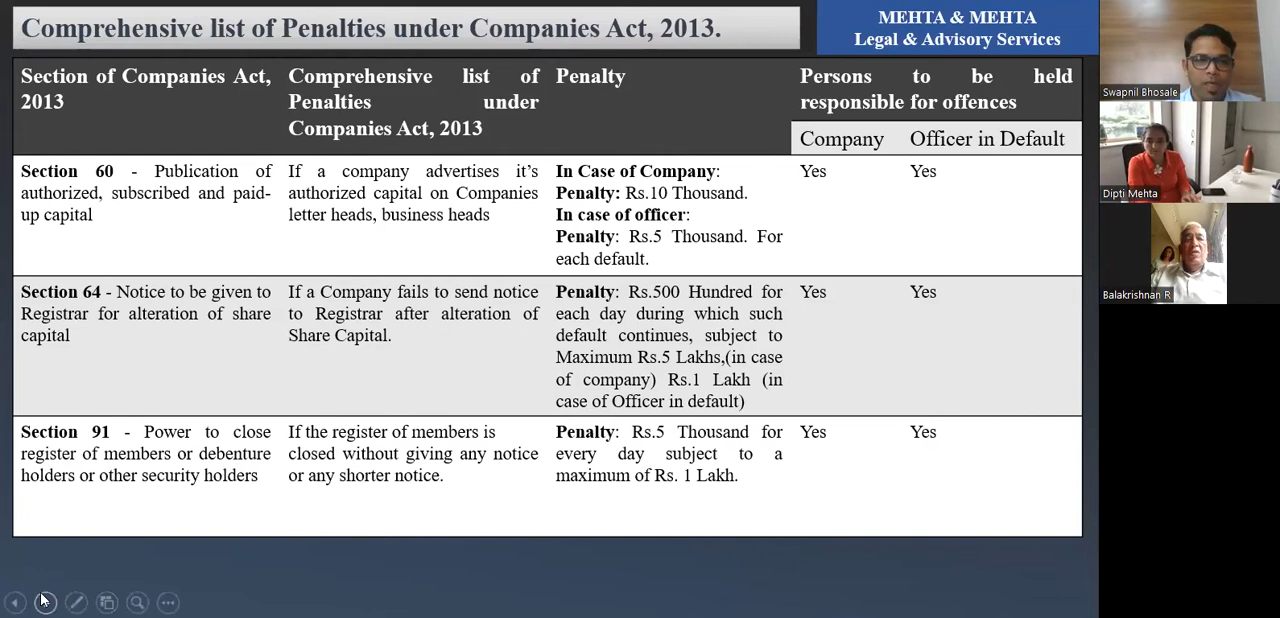 Comprehensive list of Penalties under Companies Act, 2013.
MEHTA & MEHTA
Legal & Advisory Services
Section of Companies Act,
2013
Comprehensive list of
Penalties under
Companies Act, 2013
Penalty
Persons to be held
responsible for offences
Company
Officer in Default
Section 60 - Publication of
authorized, subscribed and paid-
up capital
If a company advertises it’s
authorized capital on Companies
letter heads, business heads
In Case of Company:
Penalty: Rs.10 Thousand.
In case of officer:
Penalty: Rs.5 Thousand. For
each default.
Yes
Yes
Section 64 - Notice to be given to
Registrar for alteration of share
capital
If a Company fails to send notice
to Registrar after alteration of
Share Capital.
Penalty: Rs.500 Hundred for
each day during which such
default continues, subject to
Maximum Rs.5 Lakhs,(in case
of company) Rs.1 Lakh (in
case of Officer in default)
Yes
Yes
Section 91 - Power to close
register of members or debenture
holders or other security holders
If the register of members is
closed without giving any notice
or any shorter notice.
Penalty: Rs.5 Thousand for
every day subject to a
maximum of Rs. 1 Lakh.
Yes
Yes
Swapnil Bhosale
Dipti Mehta
Balakrishnan R